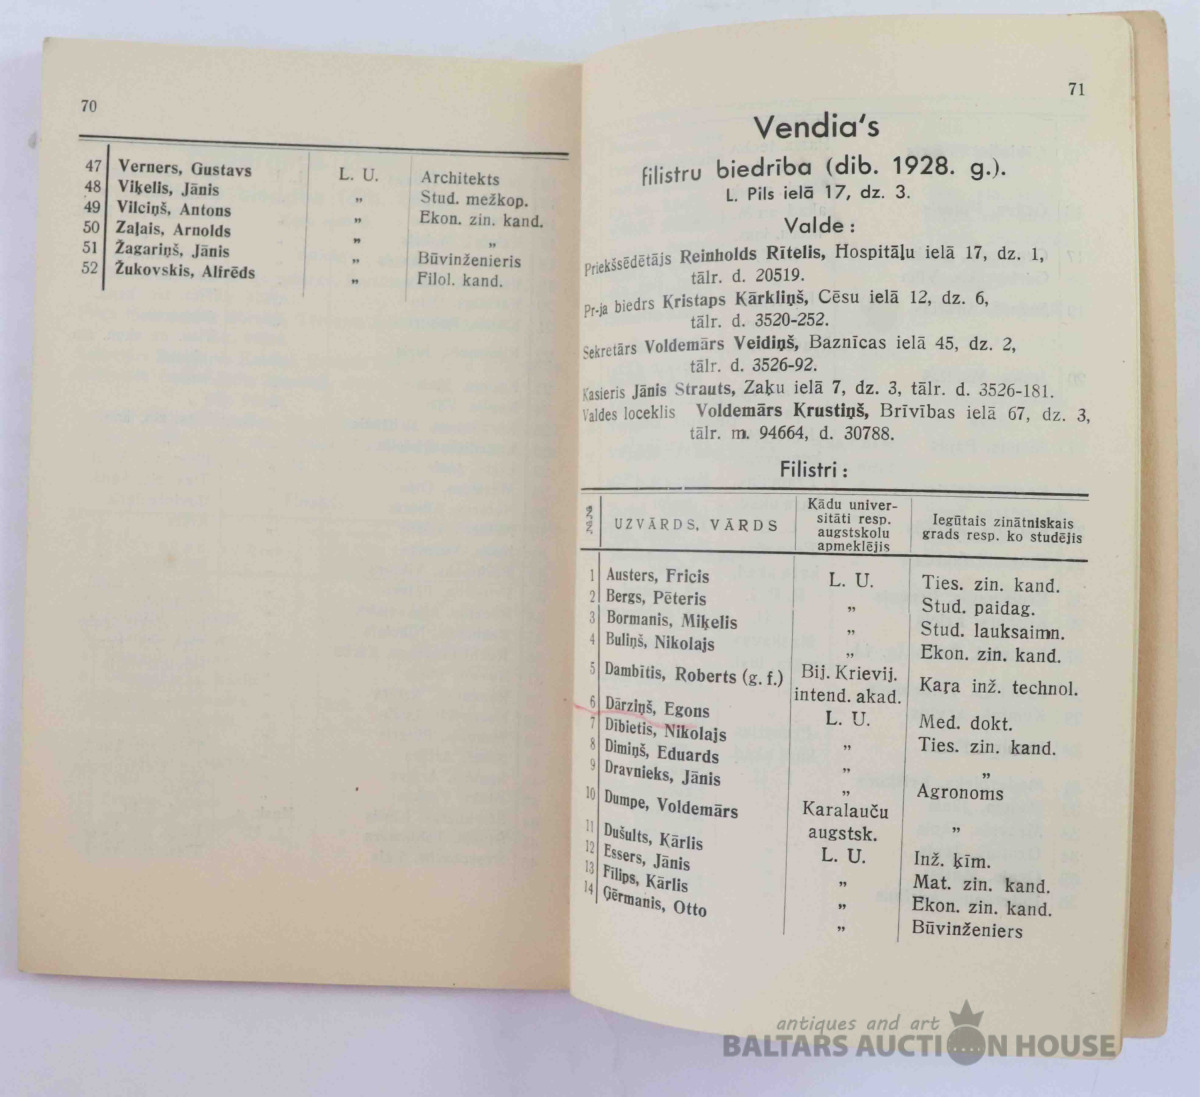 70
47 Verners, Gustavs L. U. Architekts
48 Viķelis, Jānis „ Stud. mežkop.
49 Vilciņš, Antons „ Ekon. zin. kand.
50 Zaļais, Arnolds „ „
51 Žagariņš, Jānis „ Būvinženieris
52 Žukovskis, Alfrēds „ Filol. kand.
71
Vendia's
filistru biedrība (dib. 1928. g.).
L. Pils ielā 17, dz. 3.
Valde:
Priekšsēdētājs Reinholds Rītelis, Hospitāļu ielā 17, dz. 1,
tālr. d. 20519.
Pr-ja biedrs Kristaps Kārkliņš, Cēsu ielā 12, dz. 6,
tālr. d. 3520-252.
Sekretārs Voldemārs Veidiņš, Baznīcas ielā 45, dz. 2,
tālr. d. 3526-92.
Kasieris Jānis Strauts, Zaķu ielā 7, dz. 3, tālr. d. 3526-181.
Valdes loceklis Voldemārs Krustiņš, Brīvības ielā 67, dz. 3,
tālr. m. 94664, d. 30788.
Filistri:
UZVĀRDS, VĀRDS
Kādu univer-
sitāti resp.
augstskolu
apmeklējis
Iegūtais zinātniskais
grads resp. ko studējis
1 Austers, Fricis L. U. Ties. zin. kand.
2 Bergs, Pēteris „ Stud. paidag.
3 Bormanis, Miķelis „ Stud. lauksaimn.
4 Buliņš, Nikolajs „ Ekon. zin. kand.
5 Dambītis, Roberts (g. f.) Bij. Krievij. Kaŗa inž. technol.
intend. akad.
6 Dārziņš, Egons L. U. Med. dokt.
7 Dībietis, Nikolajs „ Ties. zin. kand.
8 Dimiņš, Eduards „ „
9 Dravnieks, Jānis „ Agronoms
10 Dumpe, Voldemārs Karalauču „
augstsk.
11 Dušults, Kārlis L. U. Inž. ķīm.
12 Essers, Jānis „ Mat. zin. kand.
13 Filips, Kārlis „ Ekon. zin. kand.
14 Ģērmanis, Otto „ Būvinženiers
antiques and art
BALTARS AUCTION HOUSE